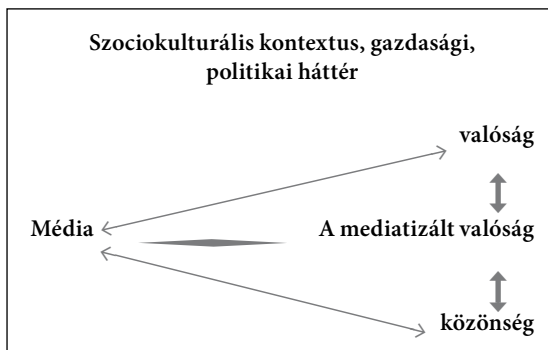 Szociokulturális kontextus, gazdasági,
politikai háttér
valóság
Média
A mediatizált valóság
közönség